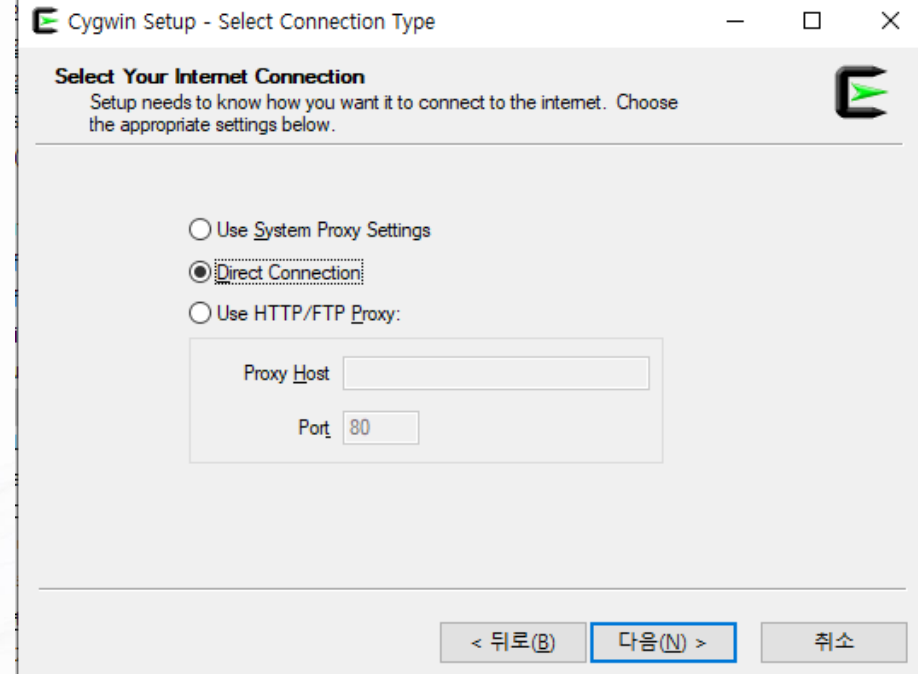 Cygwin Setup - Select Connection Type
Select Your Internet Connection
Setup needs to know how you want it to connect to the internet. Choose
the appropriate settings below.
Use System Proxy Settings
Direct Connection
Use HTTP/FTP Proxy:
Proxy Host
Port 80
< 뒤로(B) 다음(N) > 취소